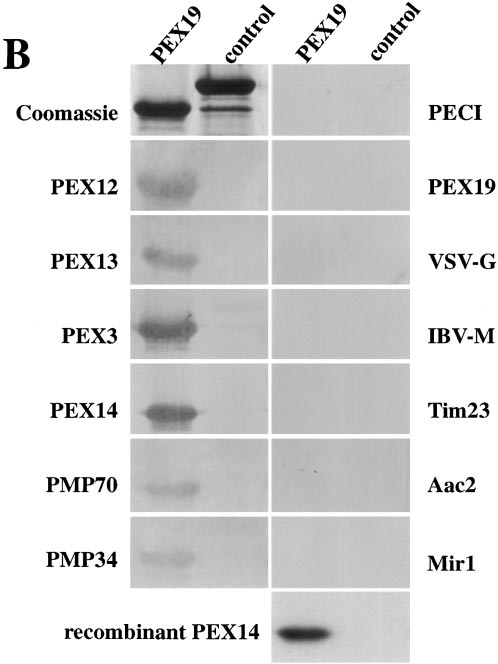 B
PEX19 control PEX19 control
Coomassie PECI
PEX12 PEX19
PEX13 VSV-G
PEX3 IBV-M
PEX14 Tim23
PMP70 Aac2
PMP34 Mir1
recombinant PEX14